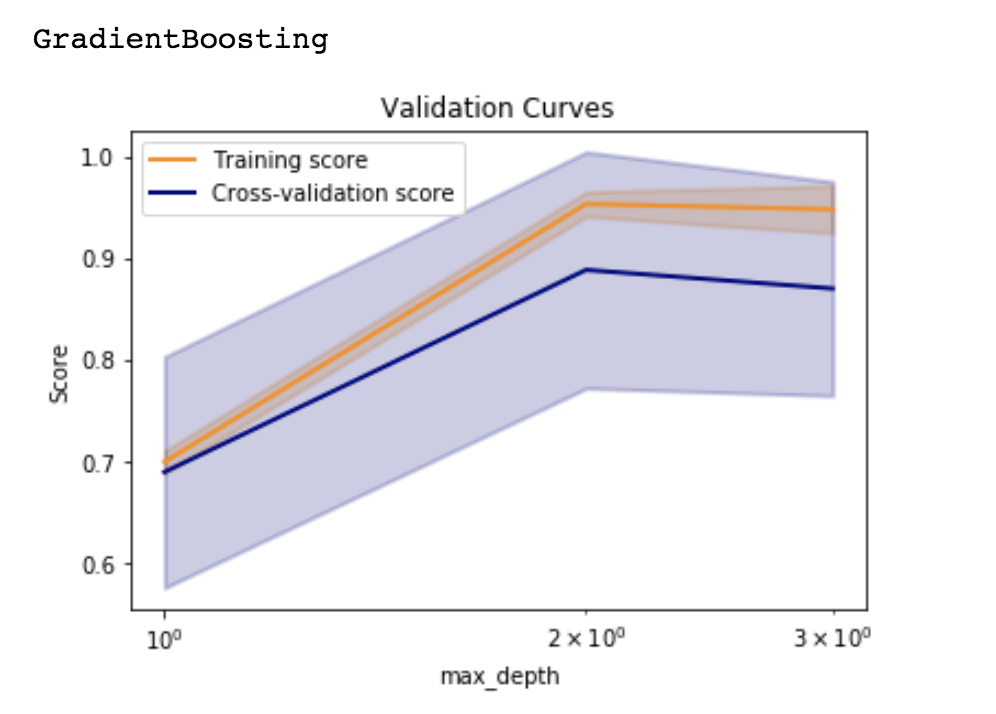 GradientBoosting
Validation Curves
Training score
Cross-validation score
1.0
0.9
0.8
0.7
0.6
Score
10⁰
2 × 10⁰
3 × 10⁰
max_depth